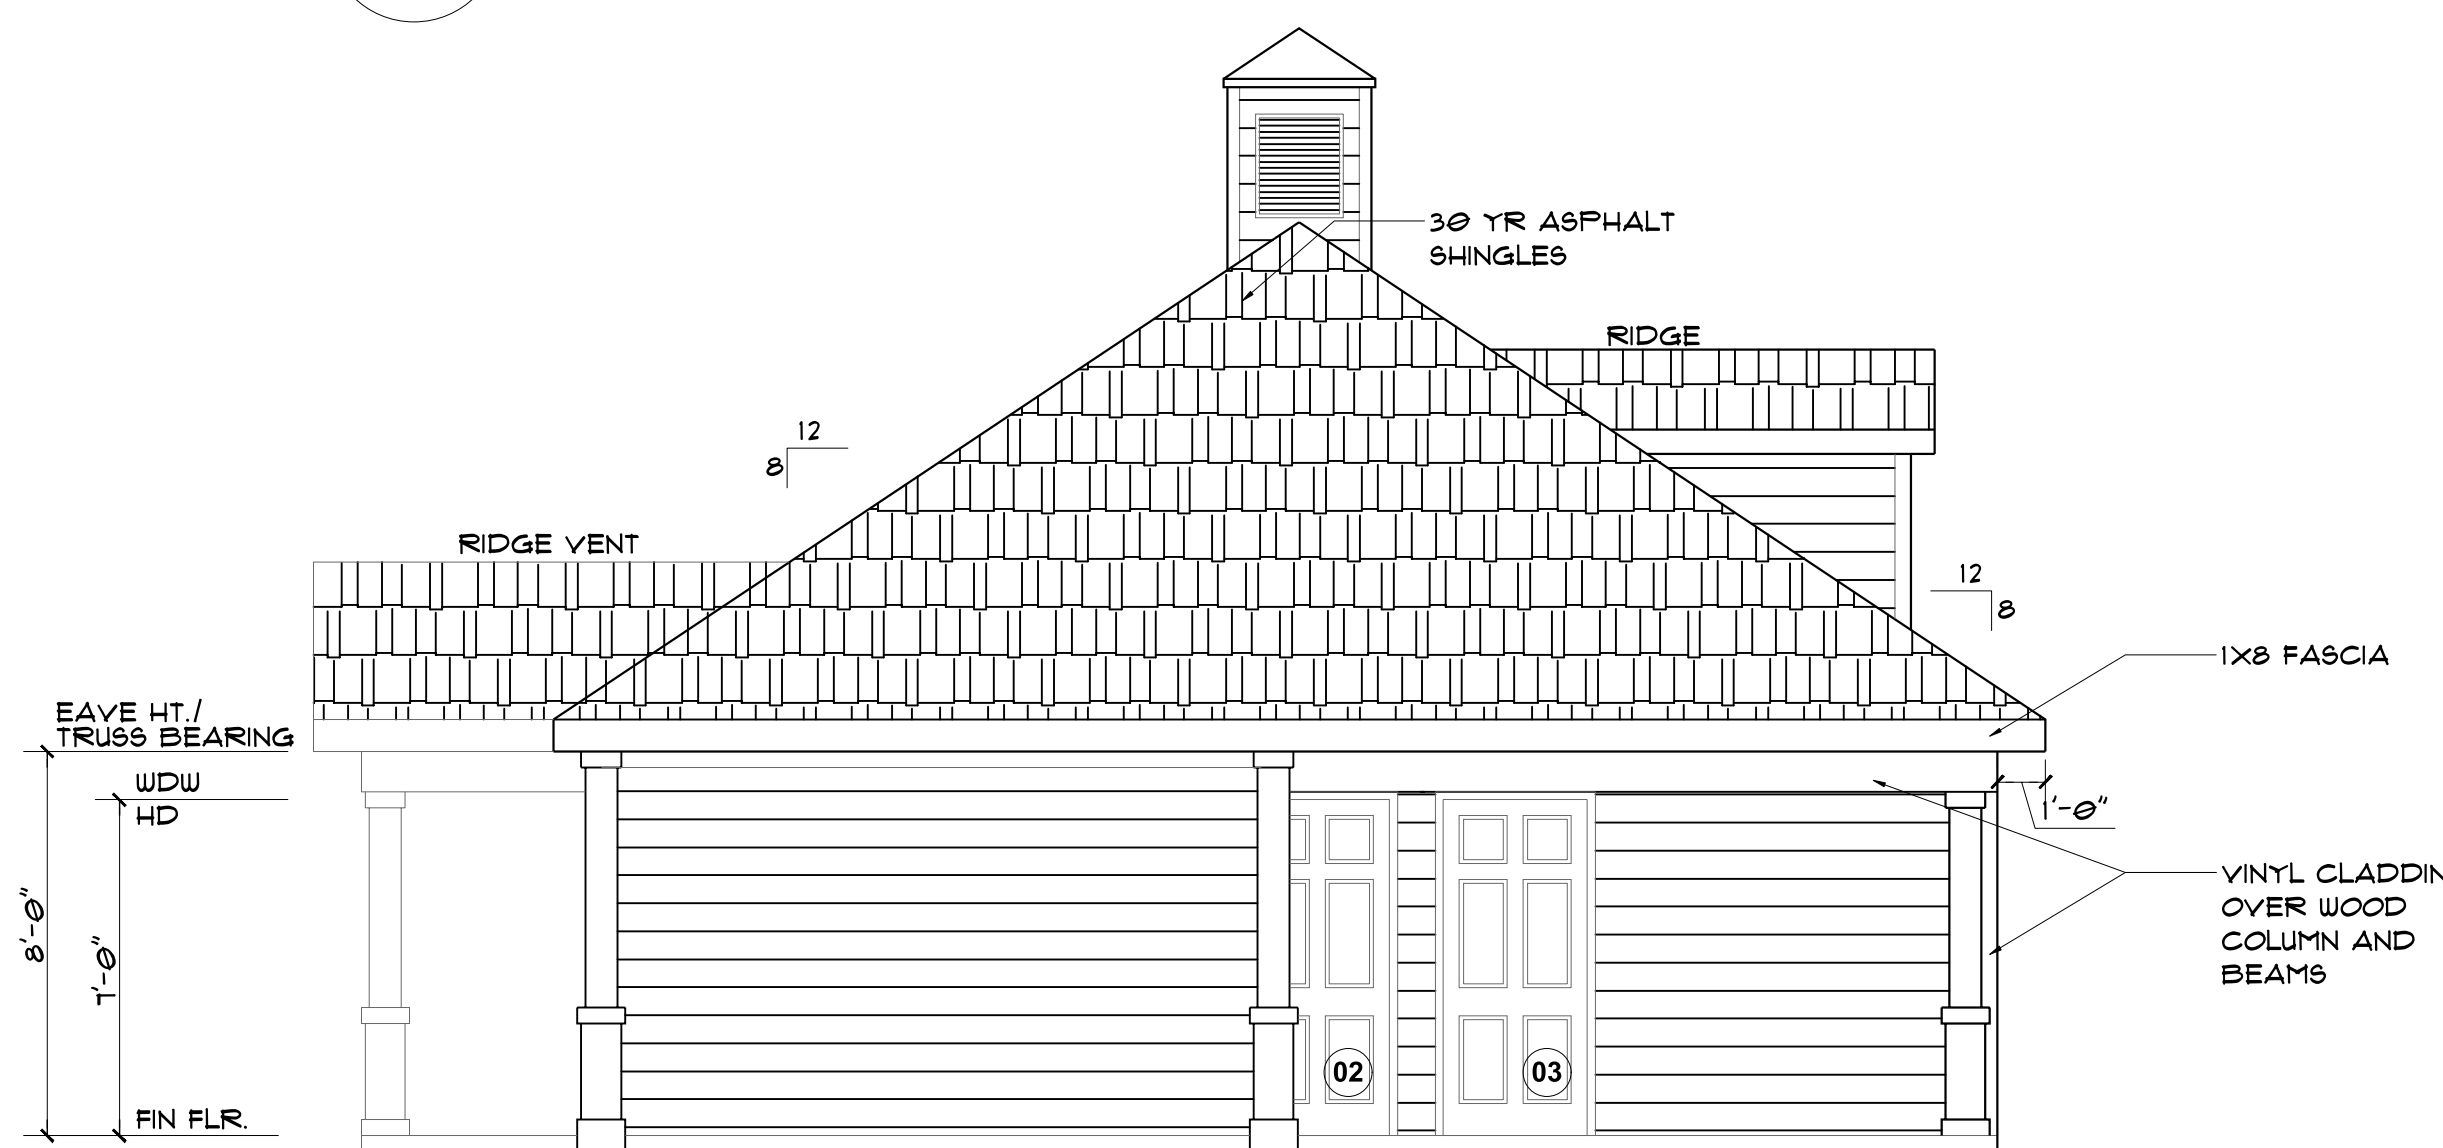 30 YR ASPHALT
SHINGLES
RIDGE
12
8
RIDGE VENT
12
8
1X8 FASCIA
EAVE HT./
TRUSS BEARING
WDW
HD
1'-0"
8'-0"
7'-0"
VINYL CLADDIN
OVER WOOD
COLUMN AND
BEAMS
02
03
FIN FLR.